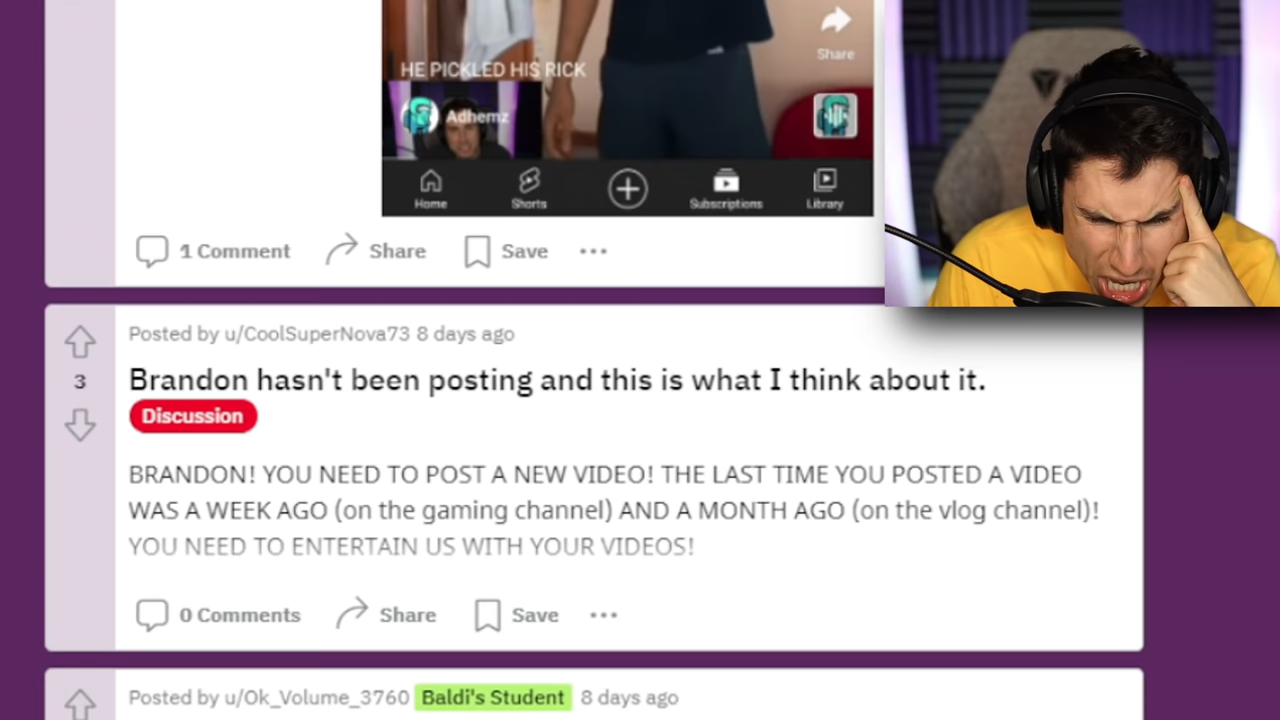 HE PICKLED HIS RICK
Share
Adhemz
Home
Shorts
Subscriptions
Library
1 Comment
Share
Save
Posted by u/CoolSuperNova73 8 days ago
3
Brandon hasn't been posting and this is what I think about it.
Discussion
BRANDON! YOU NEED TO POST A NEW VIDEO! THE LAST TIME YOU POSTED A VIDEO
WAS A WEEK AGO (on the gaming channel) AND A MONTH AGO (on the vlog channel)!
YOU NEED TO ENTERTAIN US WITH YOUR VIDEOS!
0 Comments
Share
Save
Posted by u/Ok_Volume_3760 Baldi's Student 8 days ago